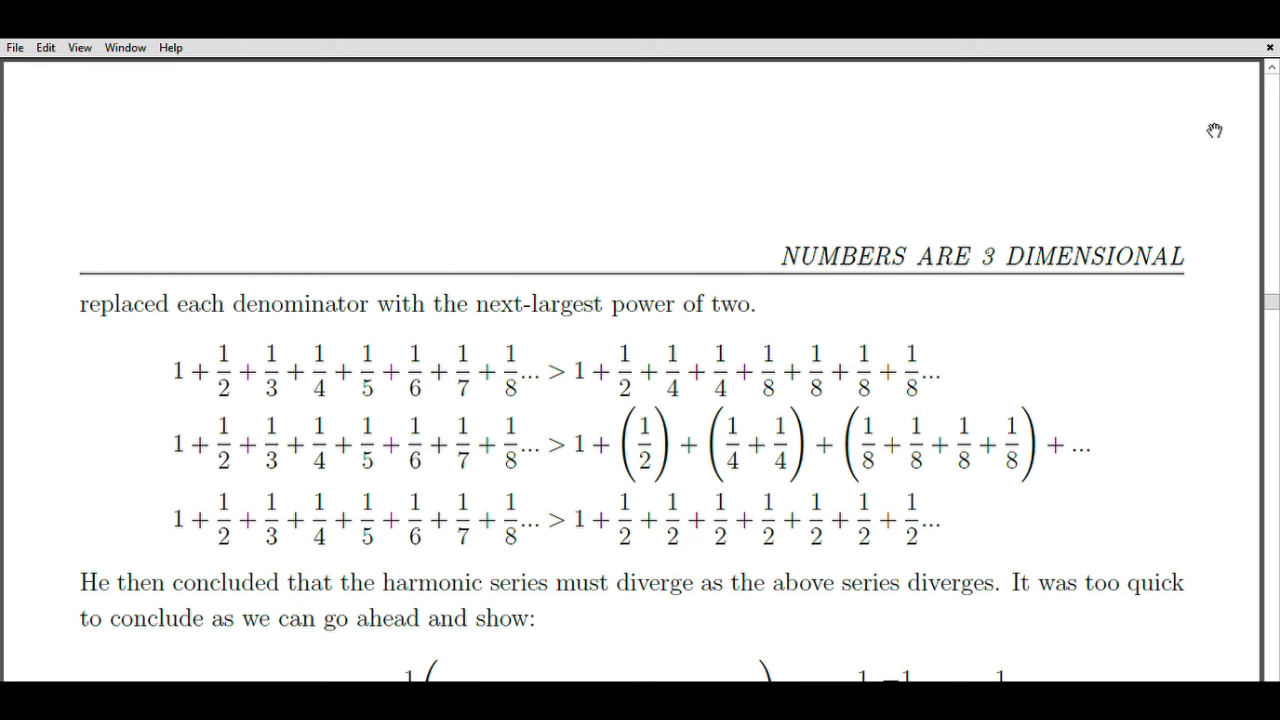 File Edit View Window Help
NUMBERS ARE 3 DIMENSIONAL
replaced each denominator with the next-largest power of two.
1 + 1/2 + 1/3 + 1/4 + 1/5 + 1/6 + 1/7 + 1/8 ... > 1 + 1/2 + 1/4 + 1/4 + 1/8 + 1/8 + 1/8 + 1/8 ...
1 + 1/2 + 1/3 + 1/4 + 1/5 + 1/6 + 1/7 + 1/8 ... > 1 + (1/2) + (1/4 + 1/4) + (1/8 + 1/8 + 1/8 + 1/8) + ...
1 + 1/2 + 1/3 + 1/4 + 1/5 + 1/6 + 1/7 + 1/8 ... > 1 + 1/2 + 1/2 + 1/2 + 1/2 + 1/2 + 1/2 + 1/2 ...
He then concluded that the harmonic series must diverge as the above series diverges. It was too quick
to conclude as we can go ahead and show: